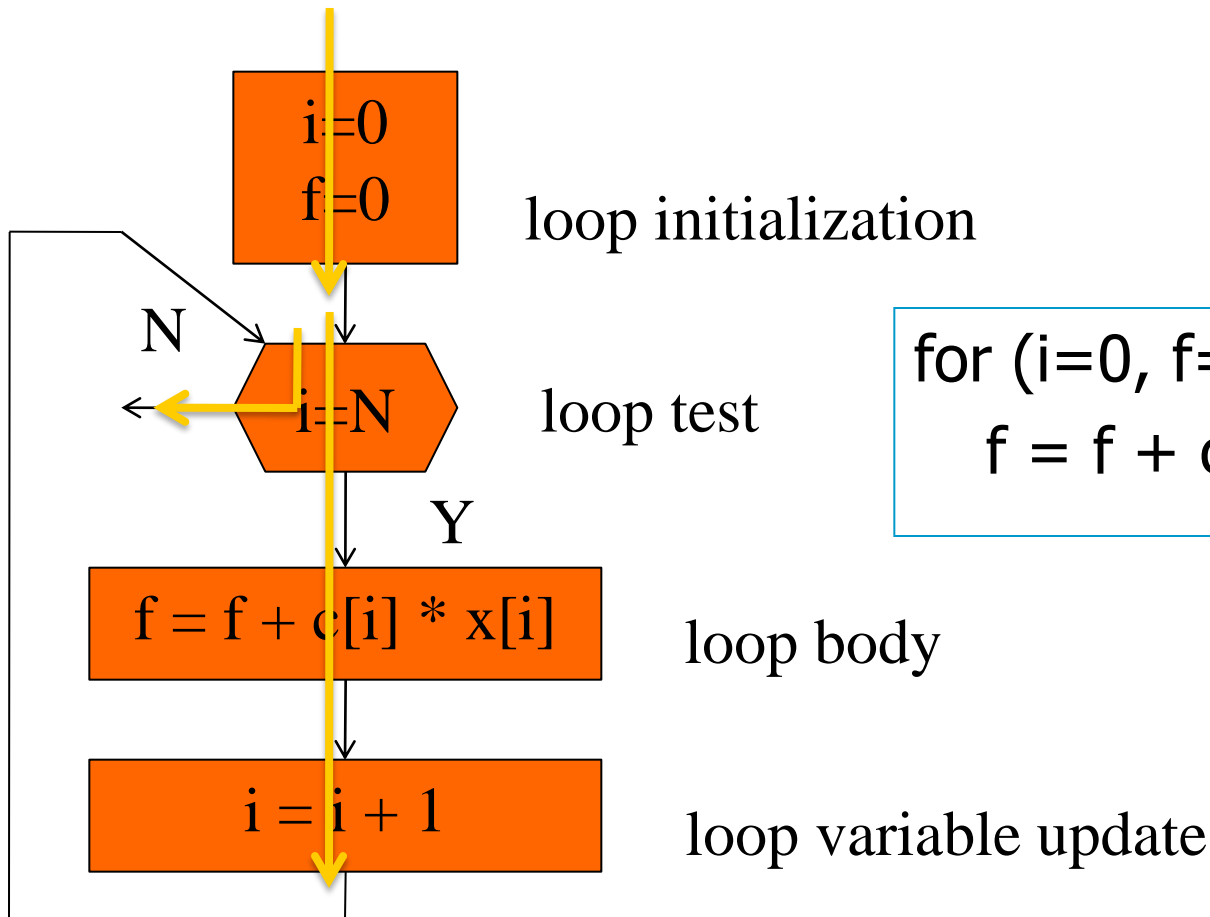 i=0
f=0
loop initialization
N
for (i=0, f=
i=N
loop test
f = f + c
Y
f = f + c[i] * x[i]
loop body
i = i + 1
loop variable update